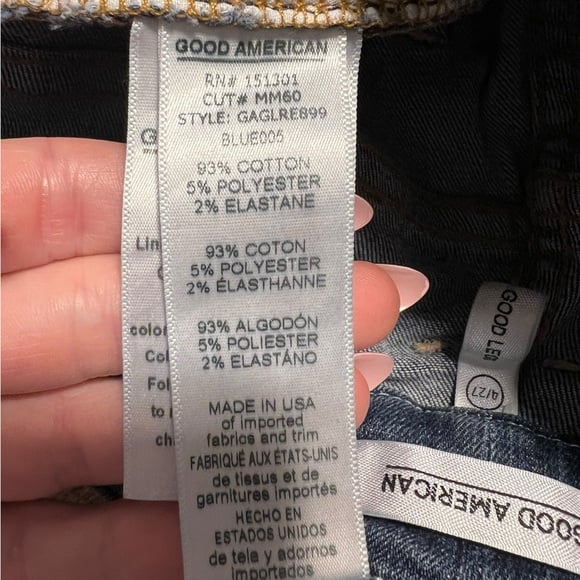 GOOD AMERICAN
RN# 151301
CUT# MM60
STYLE: GAGLRE899
BLUE005
93% COTTON
5% POLYESTER
2% ELASTANE
93% COTON
5% POLYESTER
2% ÉLASTHANNE
93% ALGODÓN
5% POLIESTER
2% ELASTÁNO
MADE IN USA
of imported
fabrics and trim
FABRIQUÉ AUX ÉTATS-UNIS
de tissus et de
garnitures importés
HECHO EN
ESTADOS UNIDOS
de tela y adornos
importados
GOOD LEG
4/27
GOOD AMERICAN